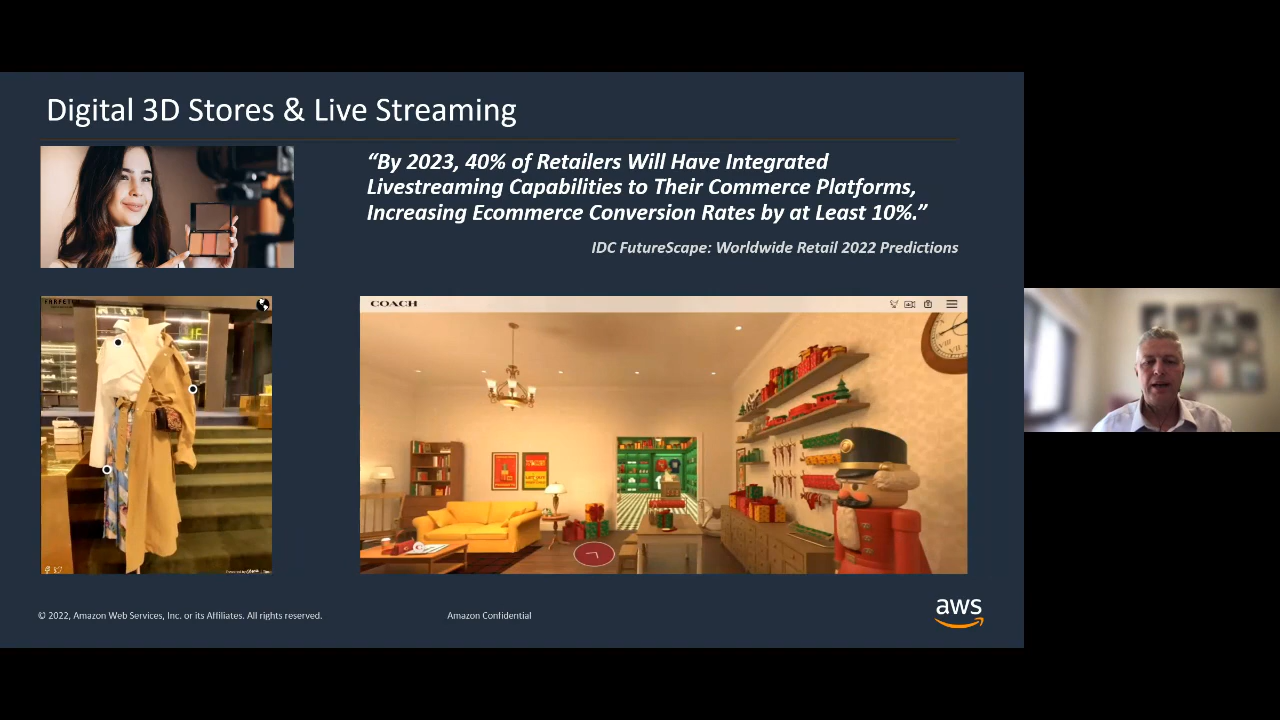 Digital 3D Stores & Live Streaming
“By 2023, 40% of Retailers Will Have Integrated
Livestreaming Capabilities to Their Commerce Platforms,
Increasing Ecommerce Conversion Rates by at Least 10%.”
IDC FutureScape: Worldwide Retail 2022 Predictions
IF
COACH
© 2022, Amazon Web Services, Inc. or its Affiliates. All rights reserved.
Amazon Confidential
aws